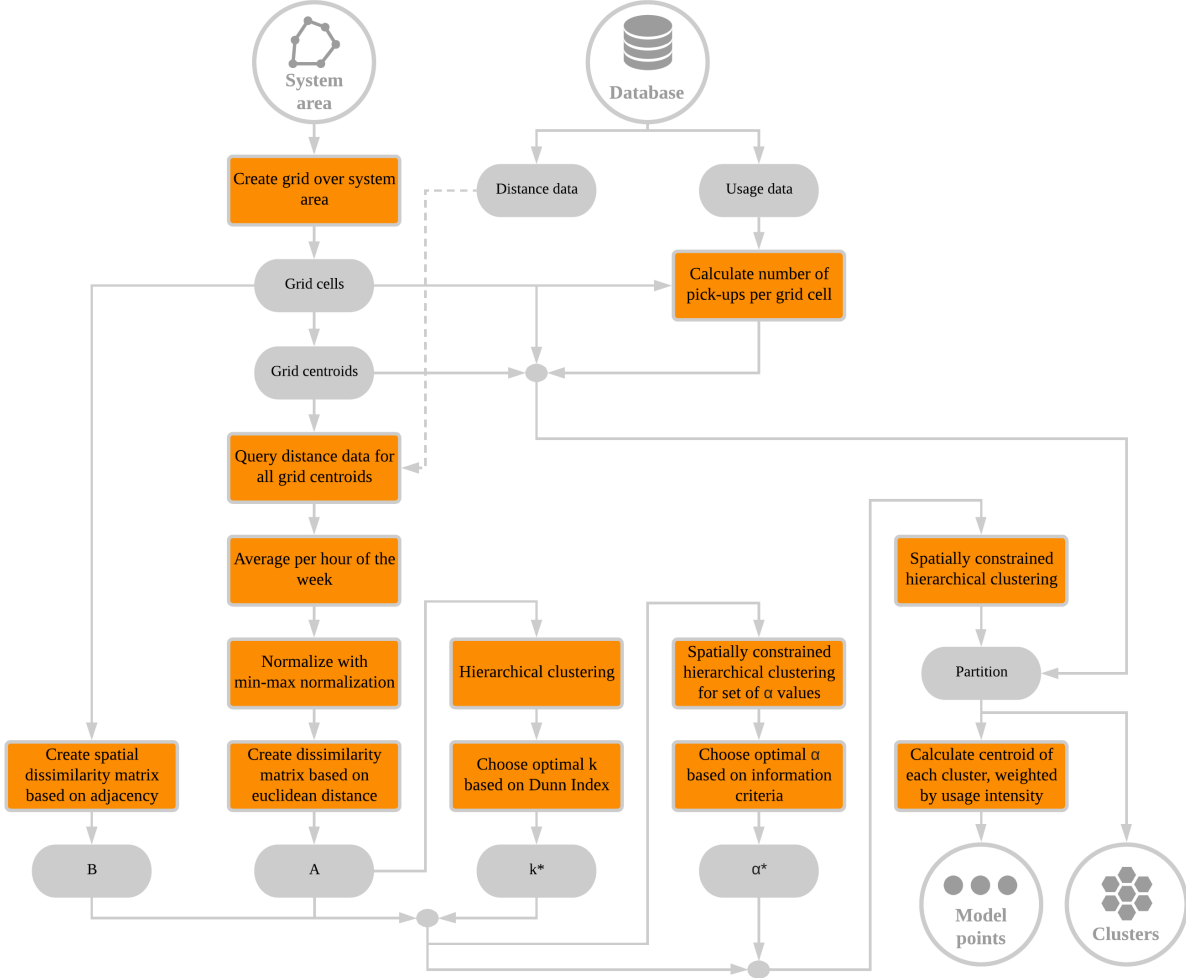 System
area
Database
Create grid over system
area
Distance data
Usage data
Grid cells
Calculate number of
pick-ups per grid cell
Grid centroids
Query distance data for
all grid centroids
Average per hour of the
week
Spatially constrained
hierarchical clustering
Normalize with
min-max normalization
Hierarchical clustering
Spatially constrained
hierarchical clustering
for set of α values
Partition
Create spatial
dissimilarity matrix
based on adjacency
Create dissimilarity
matrix based on
euclidean distance
Choose optimal k
based on Dunn Index
Choose optimal α
based on information
criteria
Calculate centroid of
each cluster, weighted
by usage intensity
B
A
k*
α*
Model
points
Clusters